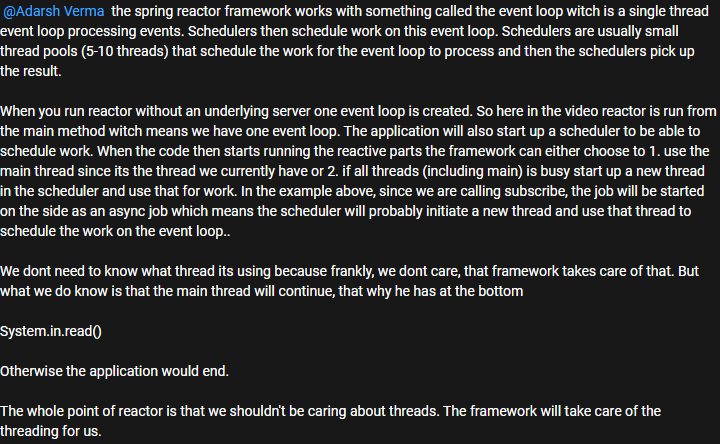 @Adarsh Verma the spring reactor framework works with something called the event loop witch is a single thread
event loop processing events. Schedulers then schedule work on this event loop. Schedulers are usually small
thread pools (5-10 threads) that schedule the work for the event loop to process and then the schedulers pick up
the result.
When you run reactor without an underlying server one event loop is created. So here in the video reactor is run from
the main method witch means we have one event loop. The application will also start up a scheduler to be able to
schedule work. When the code then starts running the reactive parts the framework can either choose to 1. use the
main thread since its the thread we currently have or 2. if all threads (including main) is busy start up a new thread
in the scheduler and use that for work. In the example above, since we are calling subscribe, the job will be started
on the side as an async job which means the scheduler will probably initiate a new thread and use that thread to
schedule the work on the event loop..
We dont need to know what thread its using because frankly, we dont care, that framework takes care of that. But
what we do know is that the main thread will continue, that why he has at the bottom
System.in.read()
Otherwise the application would end.
The whole point of reactor is that we shouldn't be caring about threads. The framework will take care of the
threading for us.